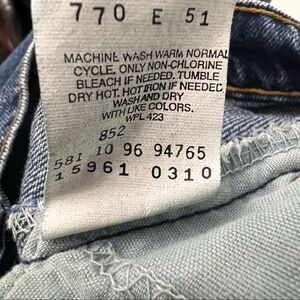 770 E 51
MACHINE WASH WARM NORMAL
CYCLE. ONLY NON-CHLORINE
BLEACH IF NEEDED. TUMBLE
DRY HOT. HOT IRON IF NEEDED
WASH AND DRY
WITH LIKE COLORS.
WPL 423
852
581 10 96 94765
15961 0310